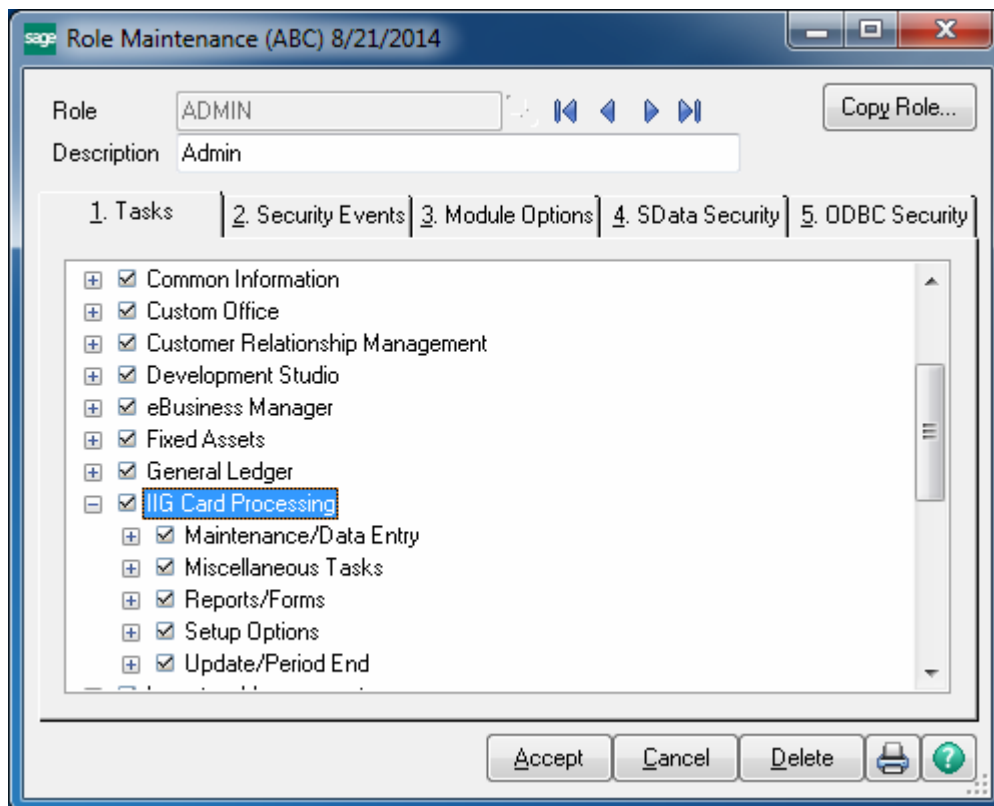 sage Role Maintenance (ABC) 8/21/2014
Role ADMIN Copy Role...
Description Admin
1. Tasks 2. Security Events 3. Module Options 4. SData Security 5. ODBC Security
Common Information
Custom Office
Customer Relationship Management
Development Studio
eBusiness Manager
Fixed Assets
General Ledger
IIG Card Processing
Maintenance/Data Entry
Miscellaneous Tasks
Reports/Forms
Setup Options
Update/Period End
Accept Cancel Delete